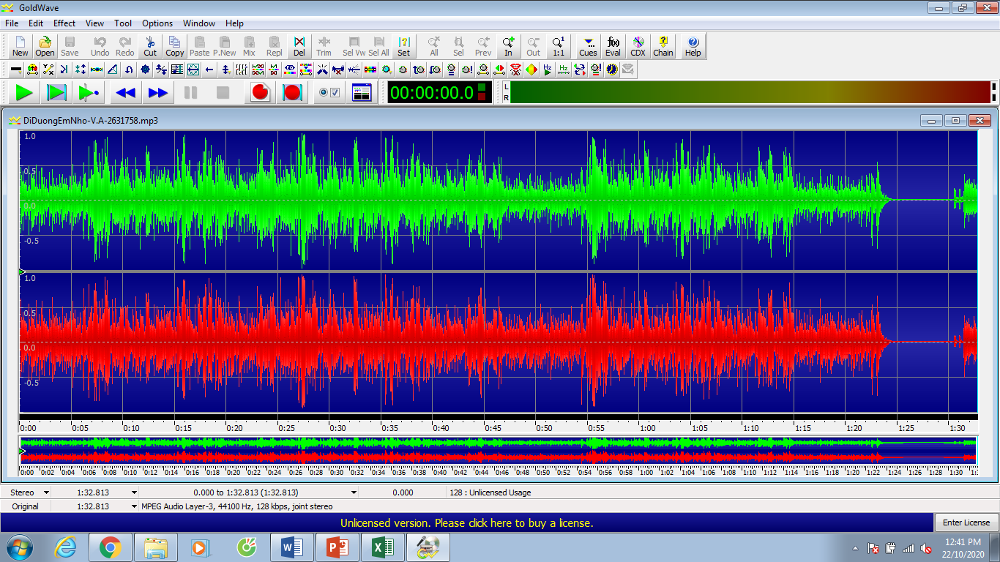 GoldWave
File Edit Effect View Tool Options Window Help
New Open Save Undo Redo Cut Copy Paste P.New Mix Repl Del Trim Sel Vw Sel All Set All Sel Prev In Out 1:1 Cues Eval CDX Chain Help
00:00:00.0
L
R
DiDuongEmNho-V.A-2631758.mp3
1.0
0.5
0.0
-0.5
1.0
0.5
0.0
-0.5
0:00 0:05 0:10 0:15 0:20 0:25 0:30 0:35 0:40 0:45 0:50 0:55 1:00 1:05 1:10 1:15 1:20 1:25 1:30
0:00 0:02 0:04 0:06 0:08 0:10 0:12 0:14 0:16 0:18 0:20 0:22 0:24 0:26 0:28 0:30 0:32 0:34 0:36 0:38 0:40 0:42 0:44 0:46 0:48 0:50 0:52 0:54 0:56 0:58 1:00 1:02 1:04 1:06 1:08 1:10 1:12 1:14 1:16 1:18 1:20 1:22 1:24 1:26 1:28 1:30
Stereo 1:32.813 0.000 to 1:32.813 (1:32.813) 0.000 128 : Unlicensed Usage
Original 1:32.813 MPEG Audio Layer-3, 44100 Hz, 128 kbps, joint stereo
Unlicensed version. Please click here to buy a license. Enter License
12:41 PM
22/10/2020